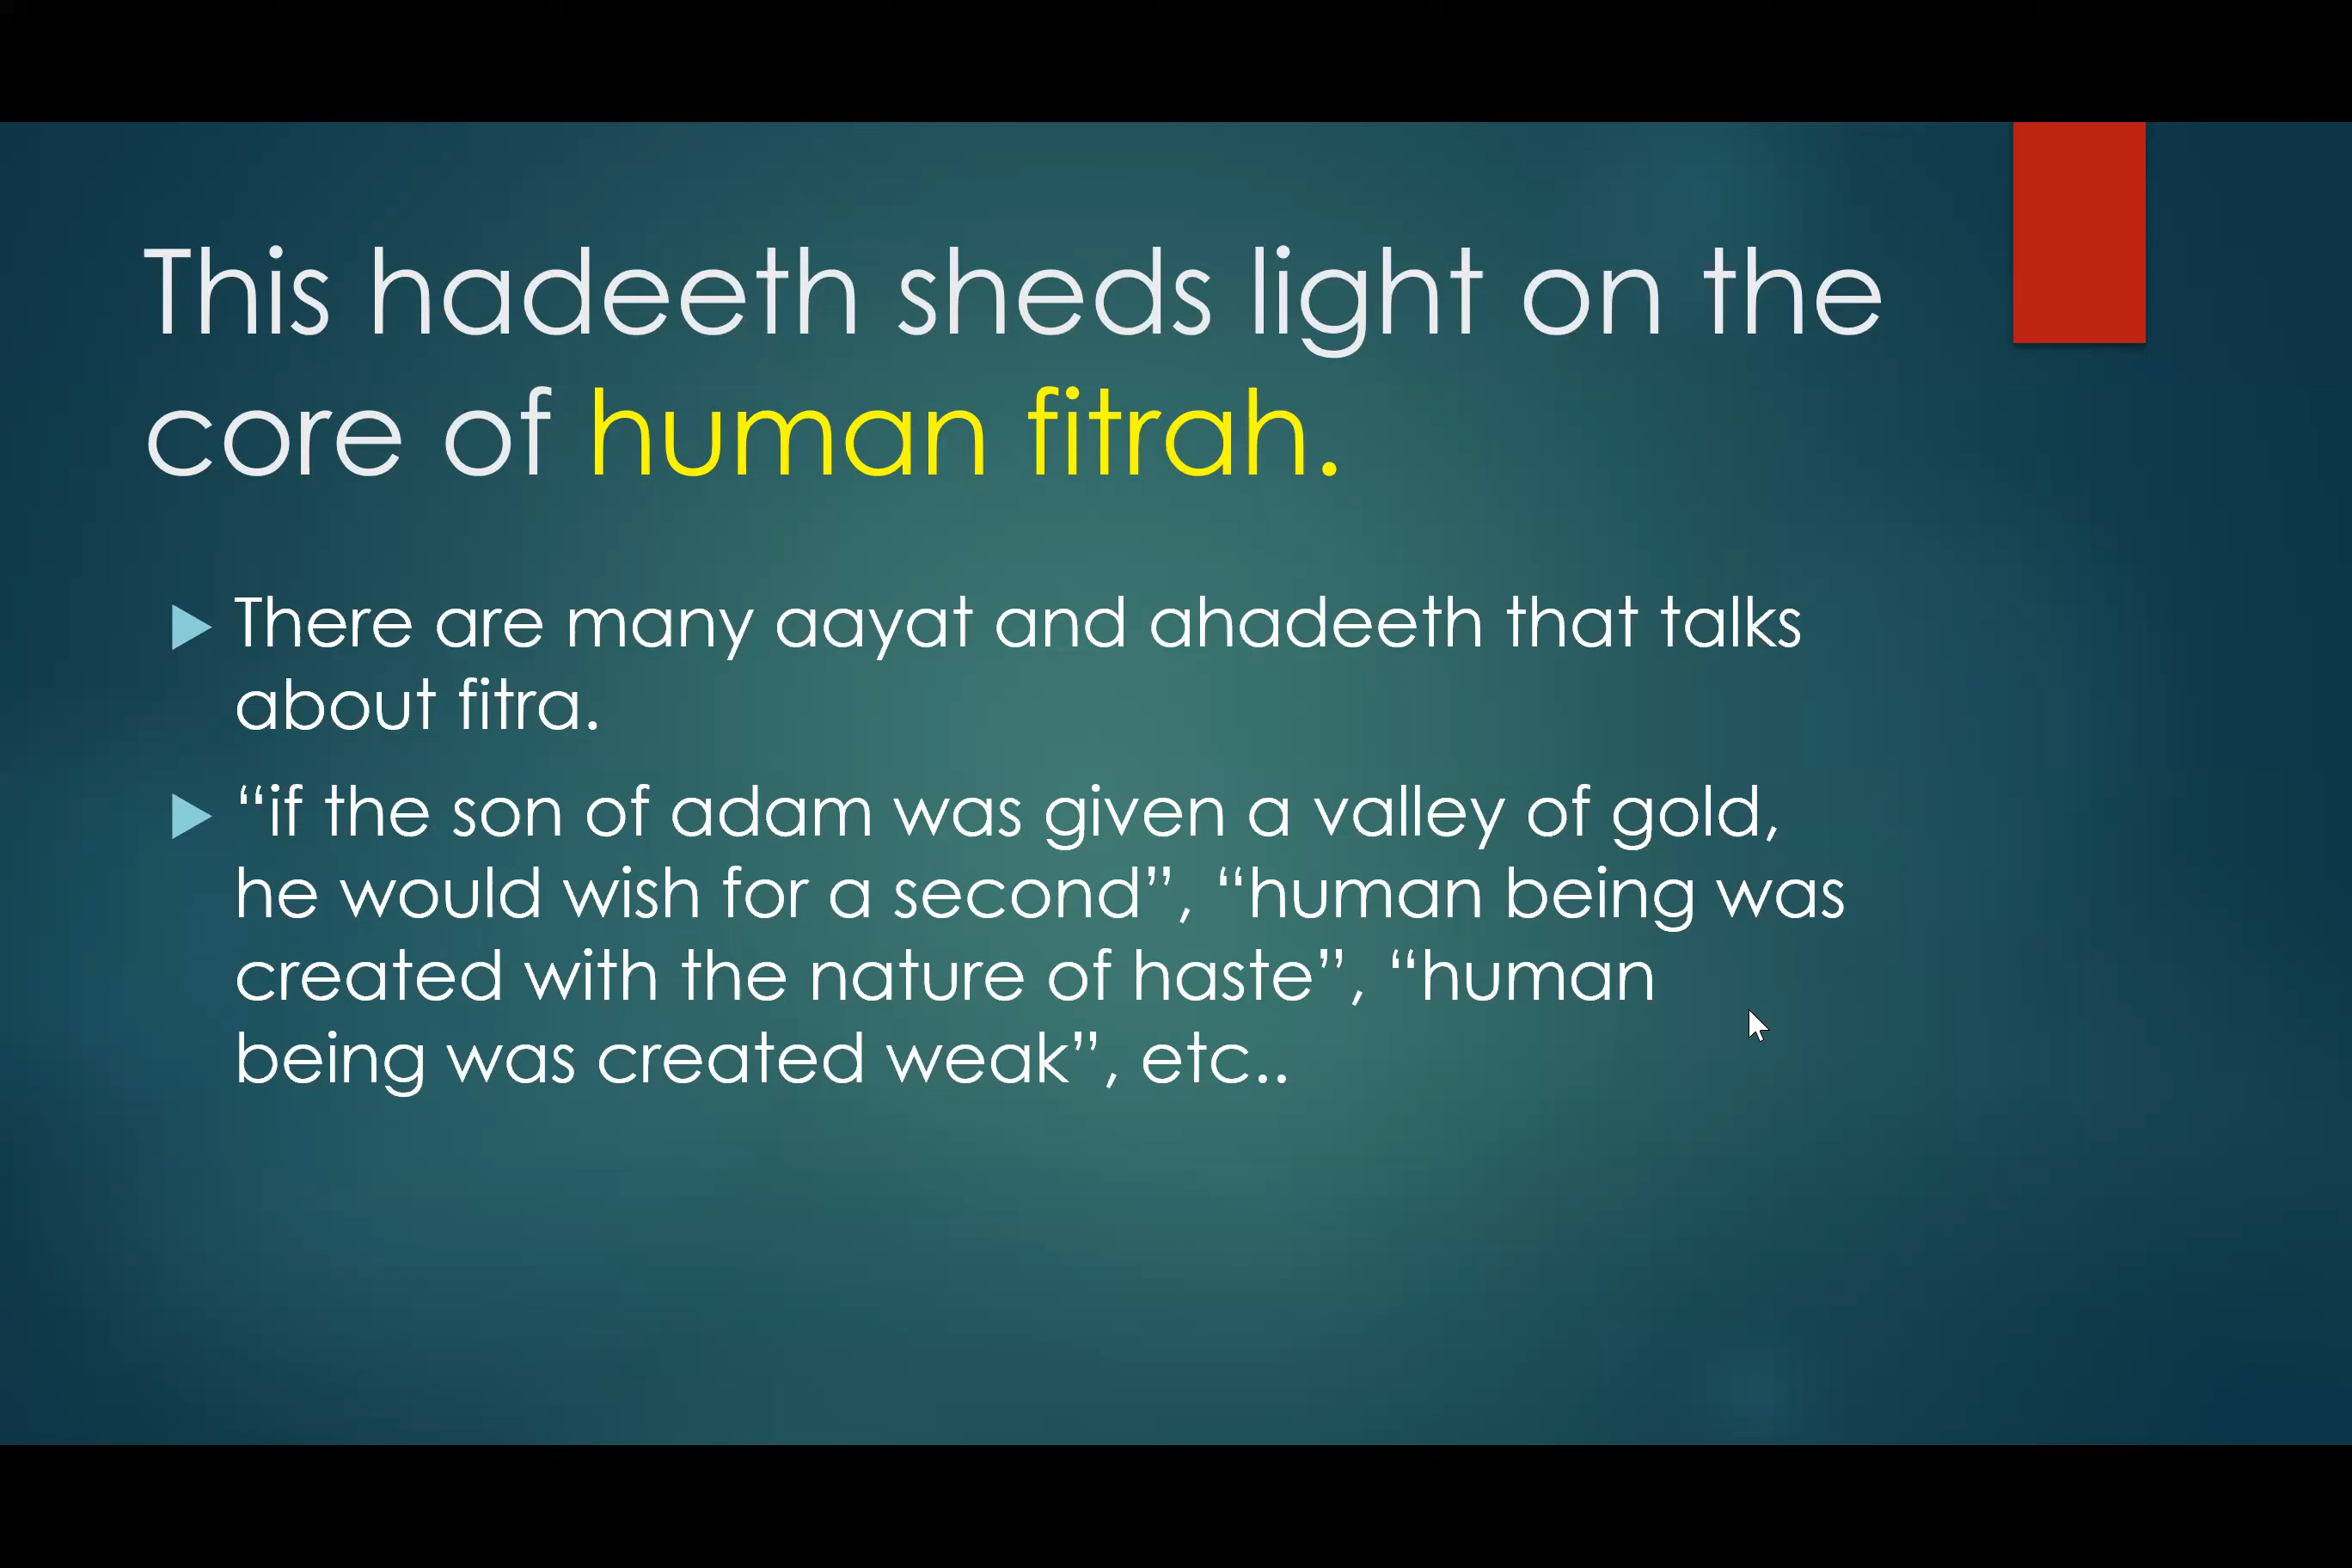 This hadeeth sheds light on the
core of human fitrah.
There are many aayat and ahadeeth that talks
about fitra.
“if the son of adam was given a valley of gold,
he would wish for a second”, “human being was
created with the nature of haste”, “human
being was created weak”, etc..